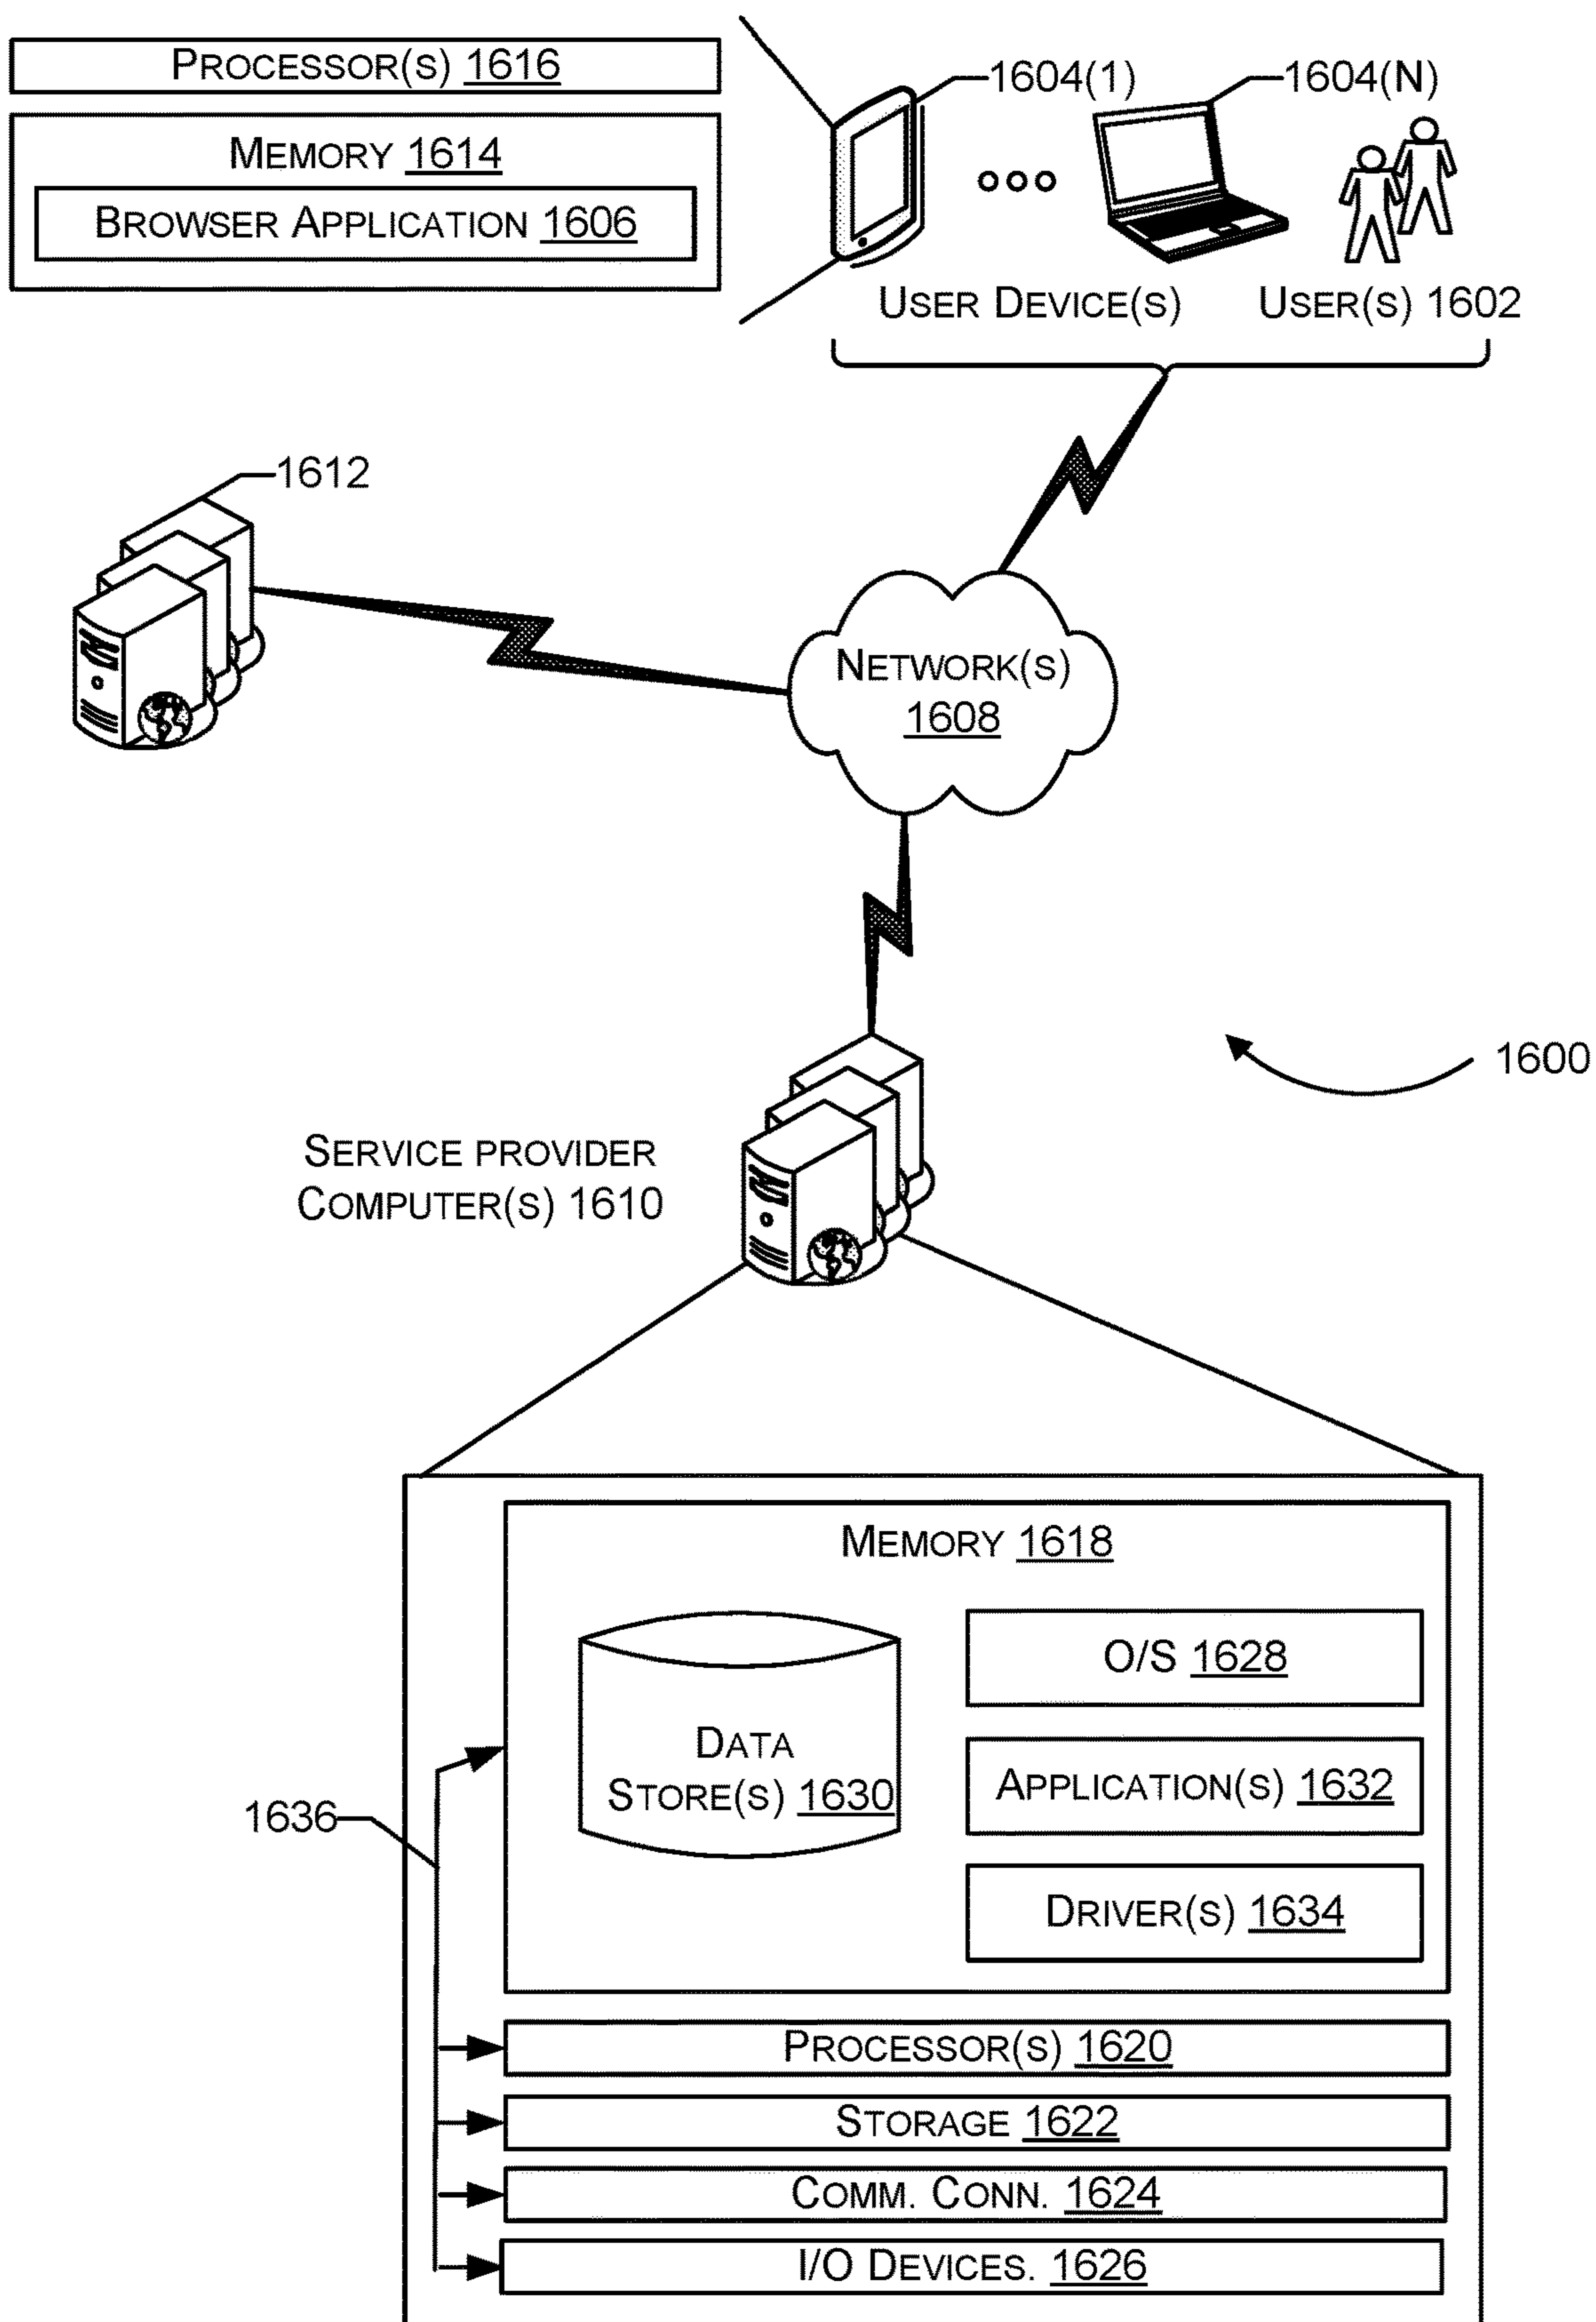 PROCESSOR(S) 1616
MEMORY 1614
BROWSER APPLICATION 1606
1604(1)
1604(N)
USER DEVICE(S)
USER(S) 1602
1612
NETWORK(S)
1608
1600
SERVICE PROVIDER
COMPUTER(S) 1610
MEMORY 1618
DATA
STORE(S) 1630
O/S 1628
APPLICATION(S) 1632
DRIVER(S) 1634
1636
PROCESSOR(S) 1620
STORAGE 1622
COMM. CONN. 1624
I/O DEVICES. 1626